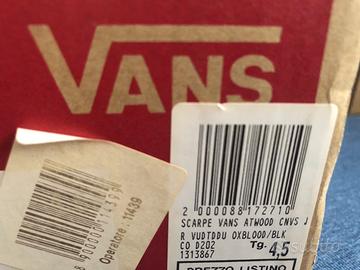 VANS
2 000088 172710
SCARPE VANS ATWOOD CNVS J
R VUDTDDU OXBLOOD/BLK
CO D202 Tg. 4,5
1313867
PREZZO LISTINO
Operatore: 11439